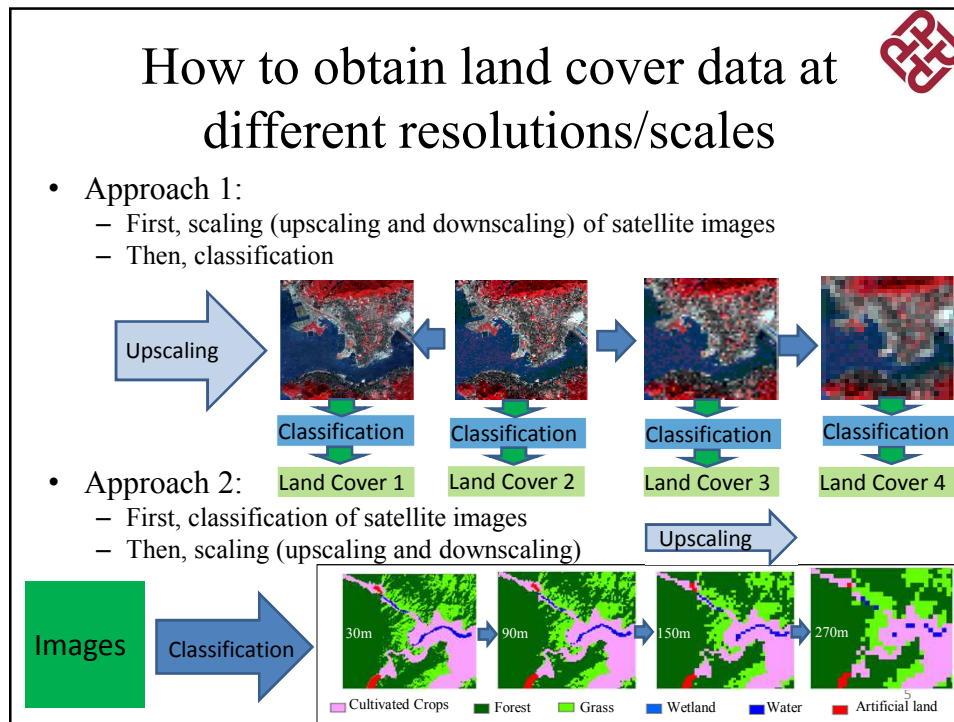 How to obtain land cover data at
different resolutions/scales
• Approach 1:
– First, scaling (upscaling and downscaling) of satellite images
– Then, classification
Upscaling
Classification Classification Classification Classification
Land Cover 1 Land Cover 2 Land Cover 3 Land Cover 4
• Approach 2:
– First, classification of satellite images
– Then, scaling (upscaling and downscaling)
Upscaling
Images
Classification
30m 90m 150m 270m
5
Cultivated Crops Forest Grass Wetland Water Artificial land